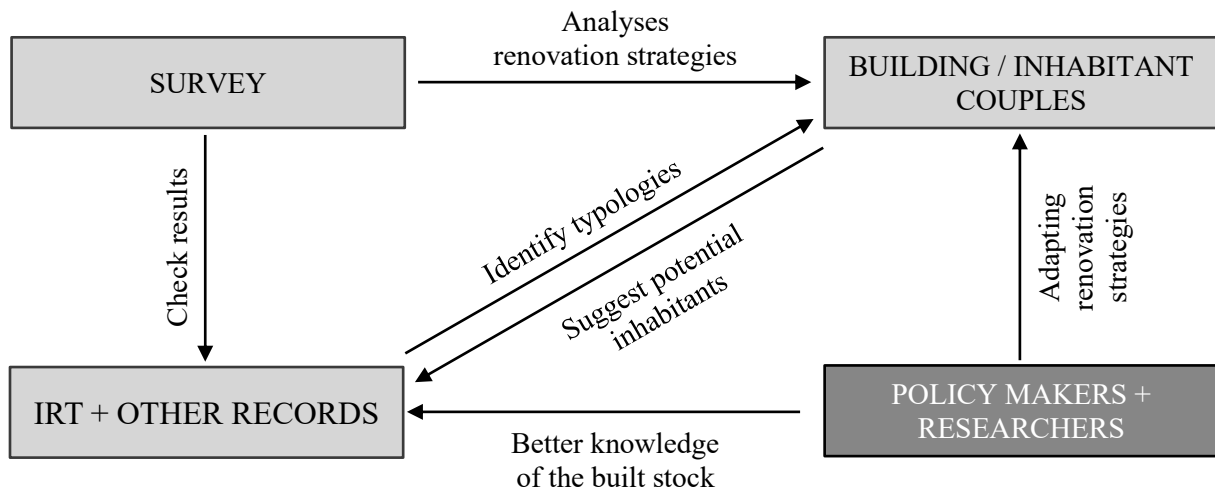 Analyses
renovation strategies
SURVEY
BUILDING / INHABITANT
COUPLES
Check results
Identify typologies
Suggest potential
inhabitants
Adapting
renovation
strategies
IRT + OTHER RECORDS
POLICY MAKERS +
RESEARCHERS
Better knowledge
of the built stock